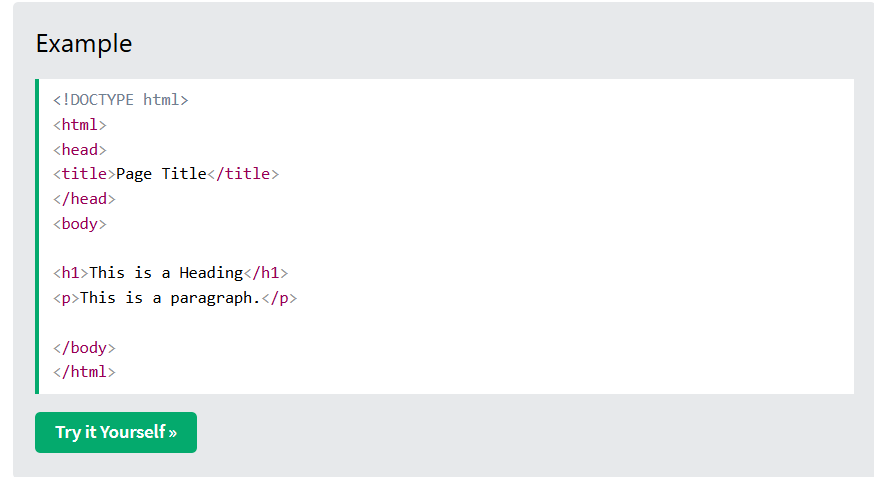 Example
<!DOCTYPE html>
<html>
<head>
<title>Page Title</title>
</head>
<body>
<h1>This is a Heading</h1>
<p>This is a paragraph.</p>
</body>
</html>
Try it Yourself »